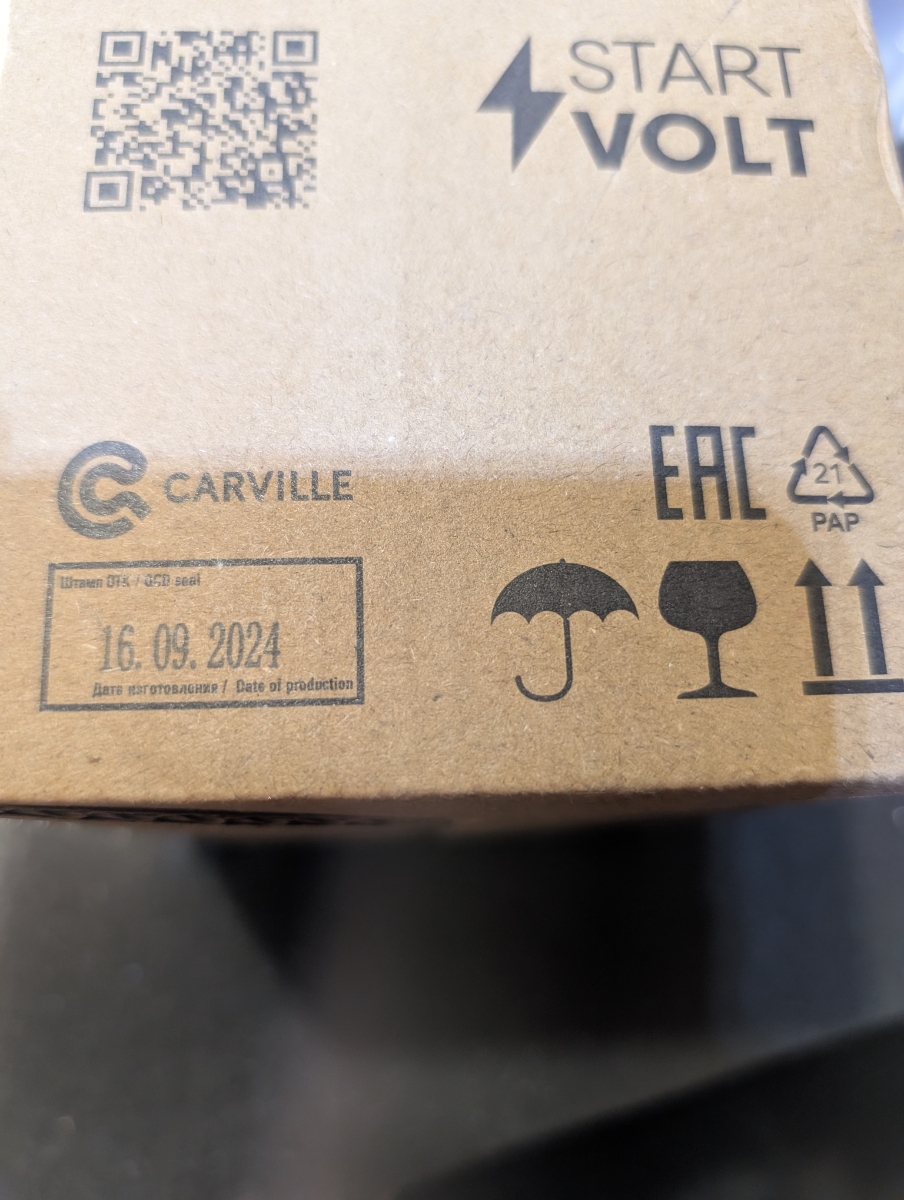 START
VOLT
CARVILLE
EAC
21
PAP
Штамп ОТК / QCD seal
16. 09. 2024
Дата изготовления / Date of production